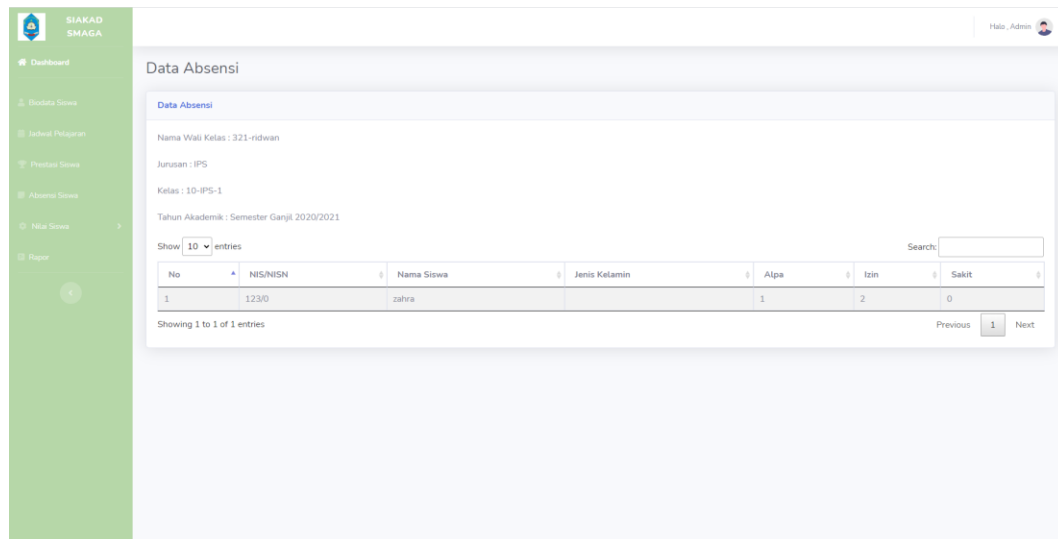 SIAKAD
SMAGA
Halo , Admin
Dashboard
Biodata Siswa
Jadwal Pelajaran
Prestasi Siswa
Absensi Siswa
Nilai Siswa
Rapor
Data Absensi
Data Absensi
Nama Wali Kelas : 321-ridwan
Jurusan : IPS
Kelas : 10-IPS-1
Tahun Akademik : Semester Ganjil 2020/2021
Show 10 entries Search:
No NIS/NISN Nama Siswa Jenis Kelamin Alpa Izin Sakit
1 123/0 zahra 1 2 0
Showing 1 to 1 of 1 entries Previous 1 Next